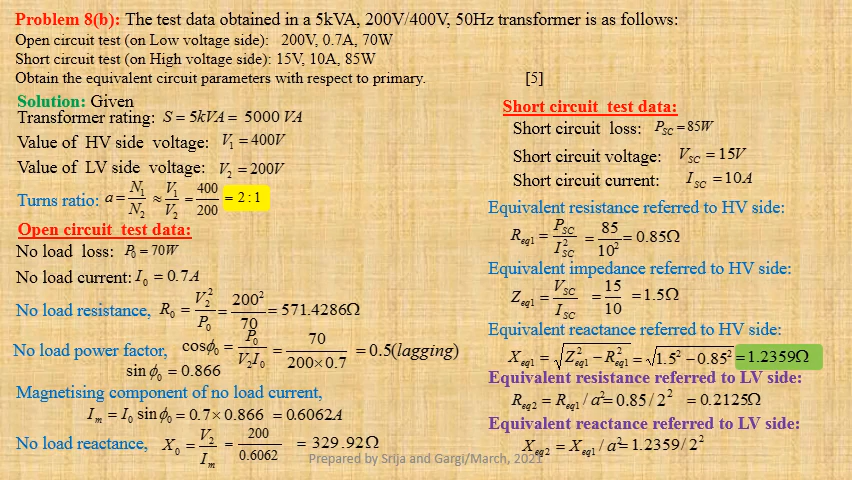 Problem 8(b): The test data obtained in a 5kVA, 200V/400V, 50Hz transformer is as follows:
Open circuit test (on Low voltage side): 200V, 0.7A, 70W
Short circuit test (on High voltage side): 15V, 10A, 85W
Obtain the equivalent circuit parameters with respect to primary. [5]
Solution: Given
Transformer rating: S = 5kVA = 5000 VA
Value of HV side voltage: V₁ = 400V
Value of LV side voltage: V₂ = 200V
Turns ratio: a = N₁/N₂ ≈ V₁/V₂ = 400/200 = 2 : 1
Open circuit test data:
No load loss: P₀ = 70W
No load current: I₀ = 0.7A
No load resistance, R₀ = V₂²/P₀ = 200²/70 = 571.4286Ω
No load power factor, cosϕ₀ = P₀/V₂I₀ = 70/200×0.7 = 0.5(lagging)
sin ϕ₀ = 0.866
Magnetising component of no load current,
Iₘ = I₀ sin ϕ₀ = 0.7 × 0.866 = 0.6062A
No load reactance, X₀ = V₂/Iₘ = 200/0.6062 = 329.92Ω
Short circuit test data:
Short circuit loss: P_SC = 85W
Short circuit voltage: V_SC = 15V
Short circuit current: I_SC = 10A
Equivalent resistance referred to HV side:
R_eq1 = P_SC/I_SC² = 85/10² = 0.85Ω
Equivalent impedance referred to HV side:
Z_eq1 = V_SC/I_SC = 15/10 = 1.5Ω
Equivalent reactance referred to HV side:
X_eq1 = √(Z_eq1² − R_eq1²) = √(1.5² − 0.85²) = 1.2359Ω
Equivalent resistance referred to LV side:
R_eq2 = R_eq1 / a² = 0.85 / 2² = 0.2125Ω
Equivalent reactance referred to LV side:
X_eq2 = X_eq1 / a² = 1.2359 / 2²
Prepared by Srija and Gargi/March, 2021